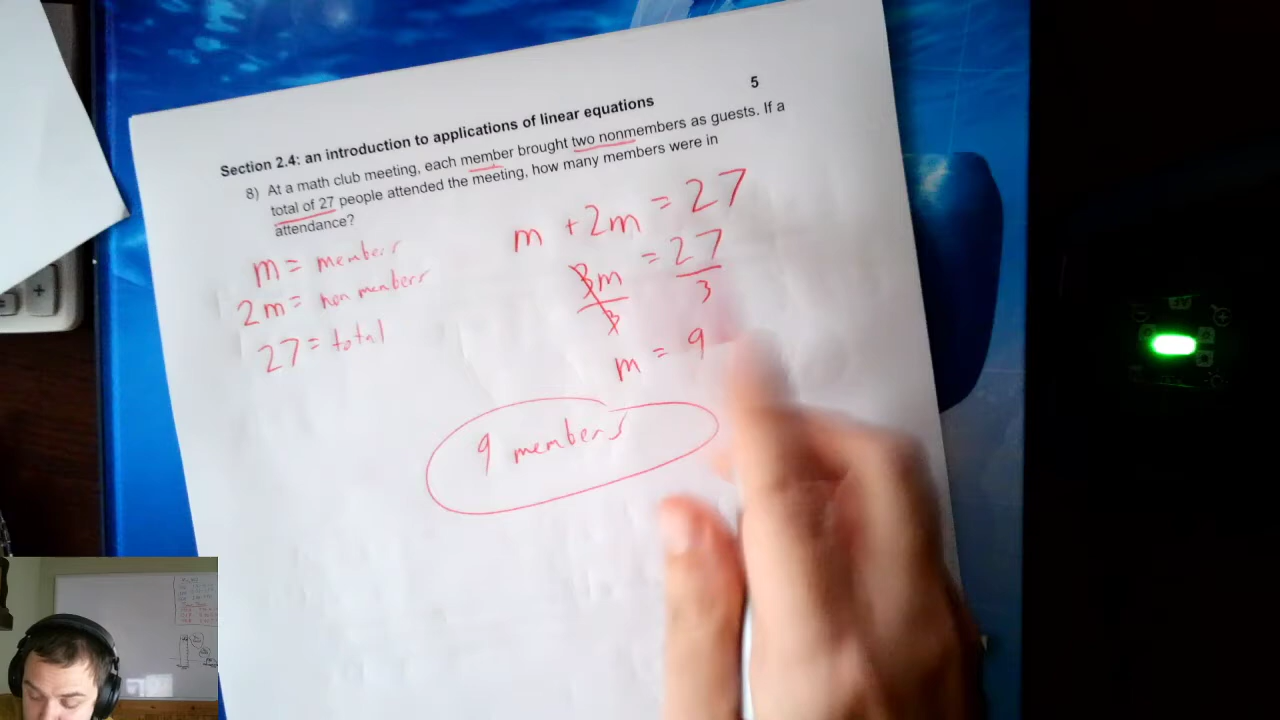 5
Section 2.4: an introduction to applications of linear equations
8) At a math club meeting, each member brought two nonmembers as guests. If a
total of 27 people attended the meeting, how many members were in
attendance?
m = members
2m = non members
27 = total
m + 2m = 27
3m = 27
3 3
m = 9
9 members